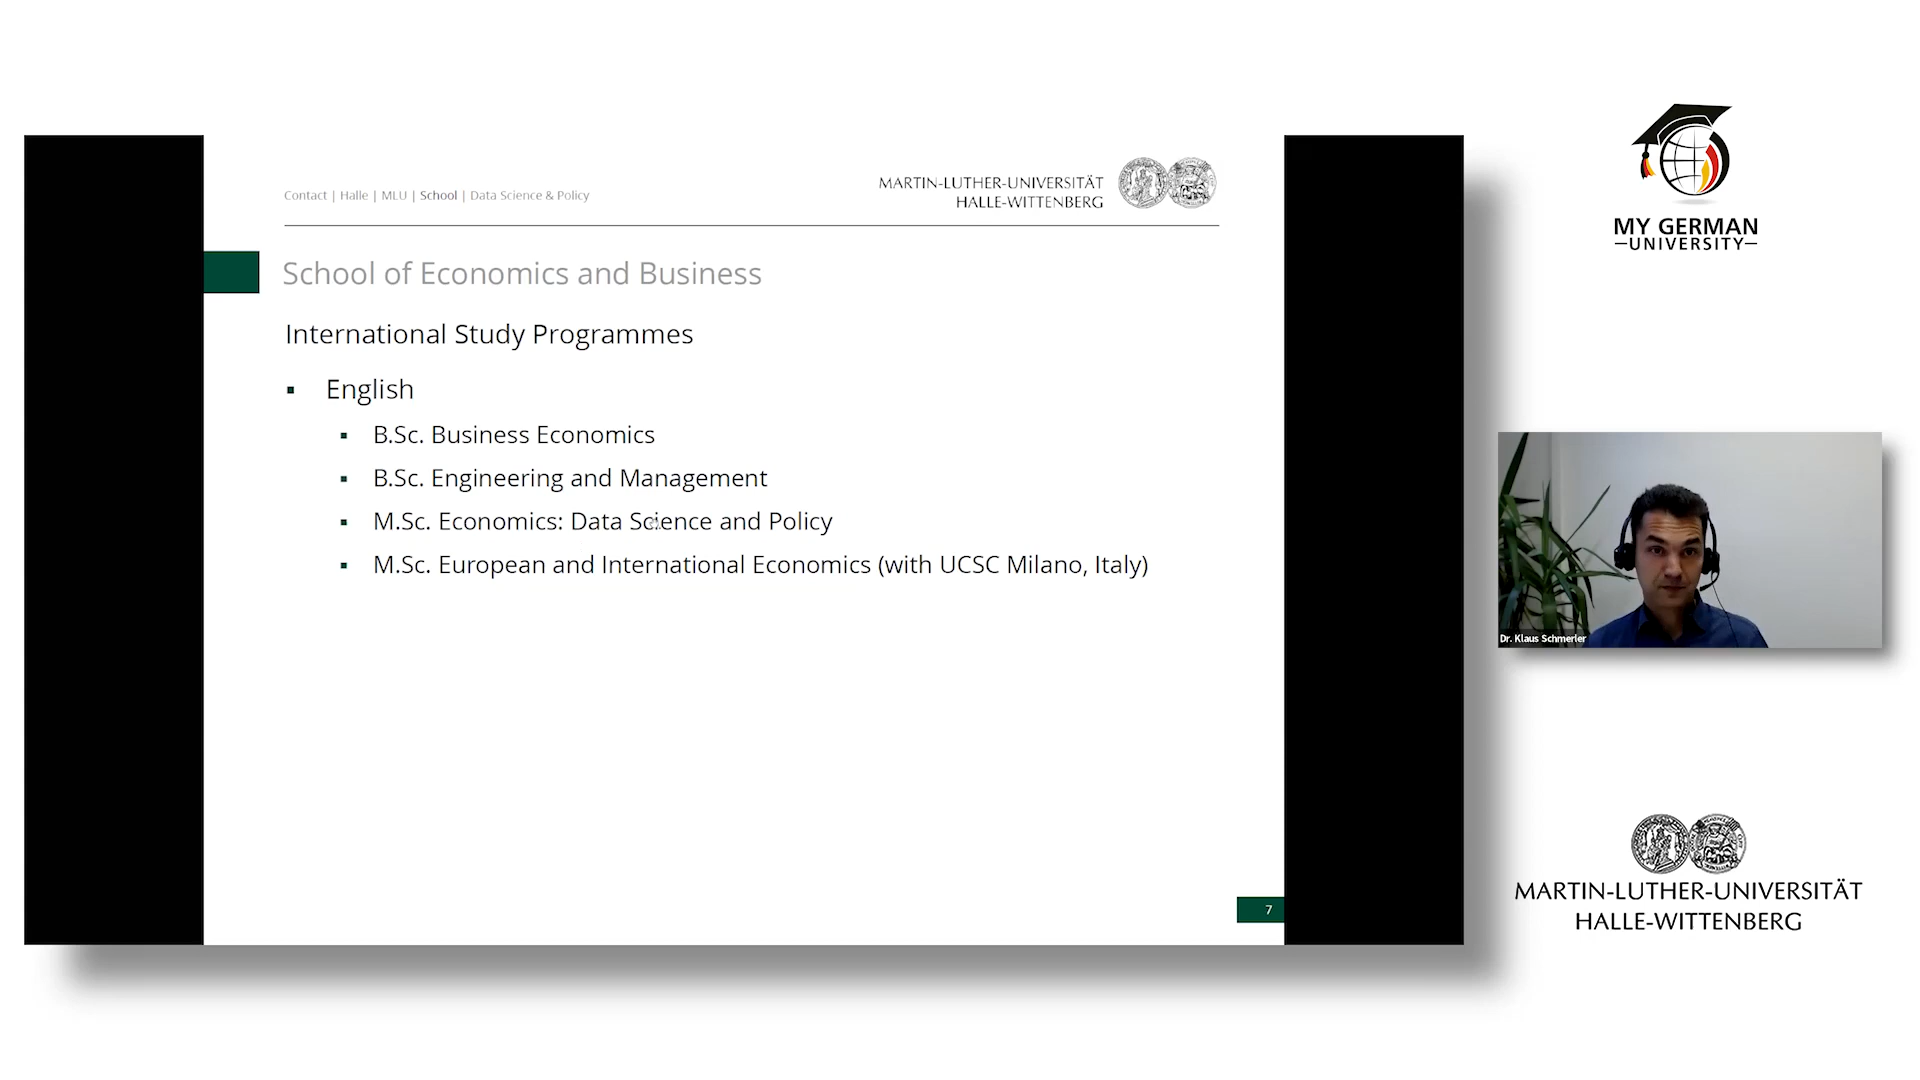 Contact | Halle | MLU | School | Data Science & Policy
MARTIN-LUTHER-UNIVERSITÄT
HALLE-WITTENBERG
School of Economics and Business
International Study Programmes
▪ English
▪ B.Sc. Business Economics
▪ B.Sc. Engineering and Management
▪ M.Sc. Economics: Data Science and Policy
▪ M.Sc. European and International Economics (with UCSC Milano, Italy)
7
MY GERMAN
UNIVERSITY
Dr. Klaus Schmerler
MARTIN-LUTHER-UNIVERSITÄT
HALLE-WITTENBERG